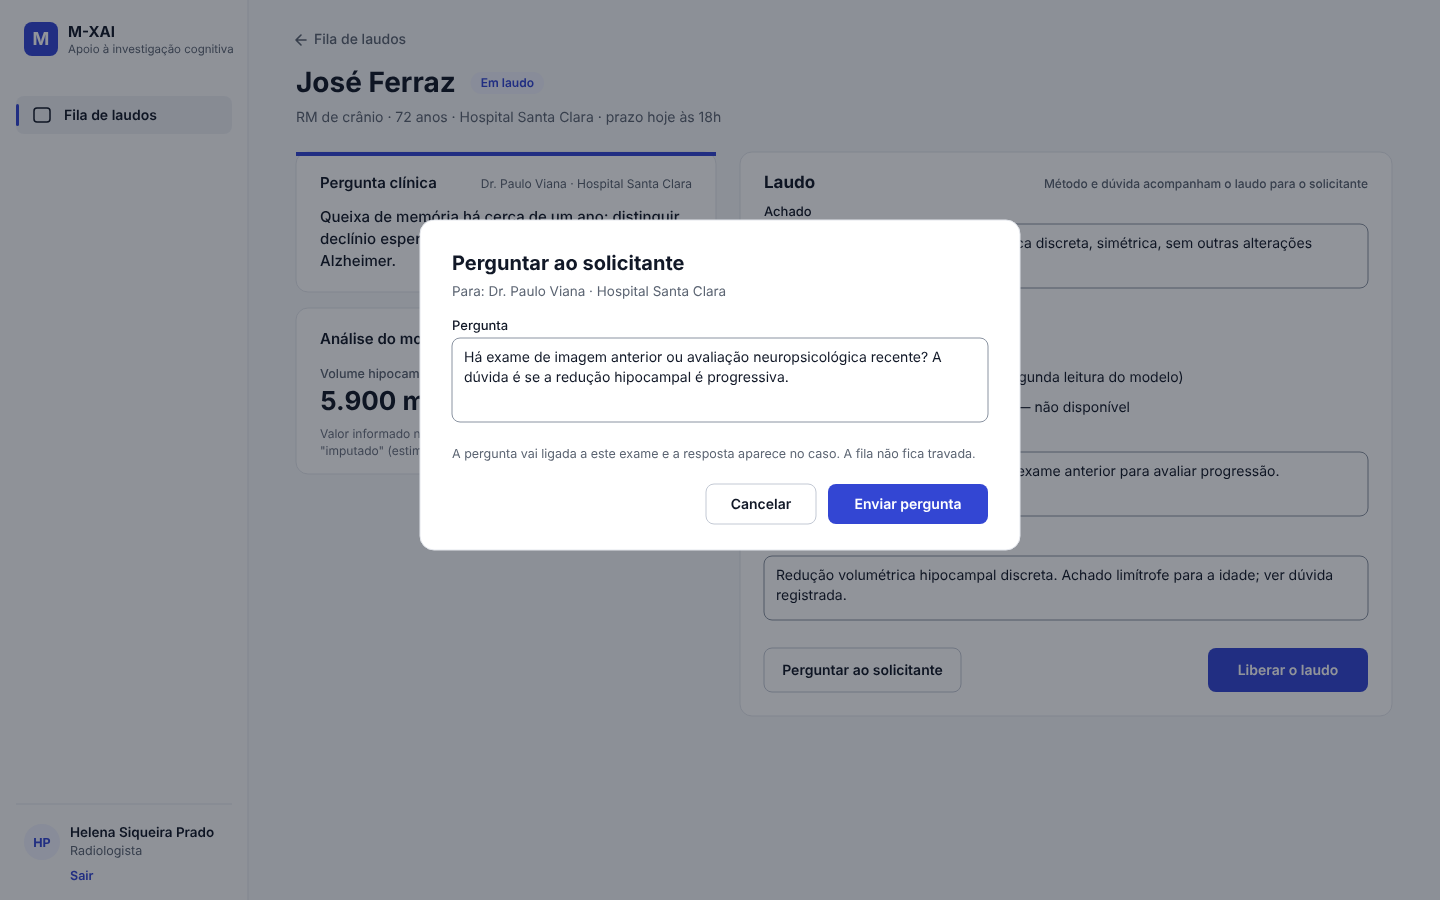 M
M-XAI
Apoio à investigação cognitiva
Fila de laudos
Fila de laudos
José Ferraz
Em laudo
RM de crânio · 72 anos · Hospital Santa Clara · prazo hoje às 18h
Pergunta clínica
Dr. Paulo Viana · Hospital Santa Clara
Queixa de memória há cerca de um ano; distinguir
declínio
Alzheimer.
Análise do
Volume
5.900
Valor informado
"imputado"
Laudo
Método e dúvida acompanham o laudo para o solicitante
Achado
discreta, simétrica, sem outras alterações
leitura do modelo)
— não disponível
exame anterior para avaliar progressão.
Redução volumétrica hipocampal discreta. Achado limítrofe para a idade; ver dúvida
registrada.
Perguntar ao solicitante
Liberar o laudo
Perguntar ao solicitante
Para: Dr. Paulo Viana · Hospital Santa Clara
Pergunta
Há exame de imagem anterior ou avaliação neuropsicológica recente? A
dúvida é se a redução hipocampal é progressiva.
A pergunta vai ligada a este exame e a resposta aparece no caso. A fila não fica travada.
Cancelar
Enviar pergunta
HP
Helena Siqueira Prado
Radiologista
Sair